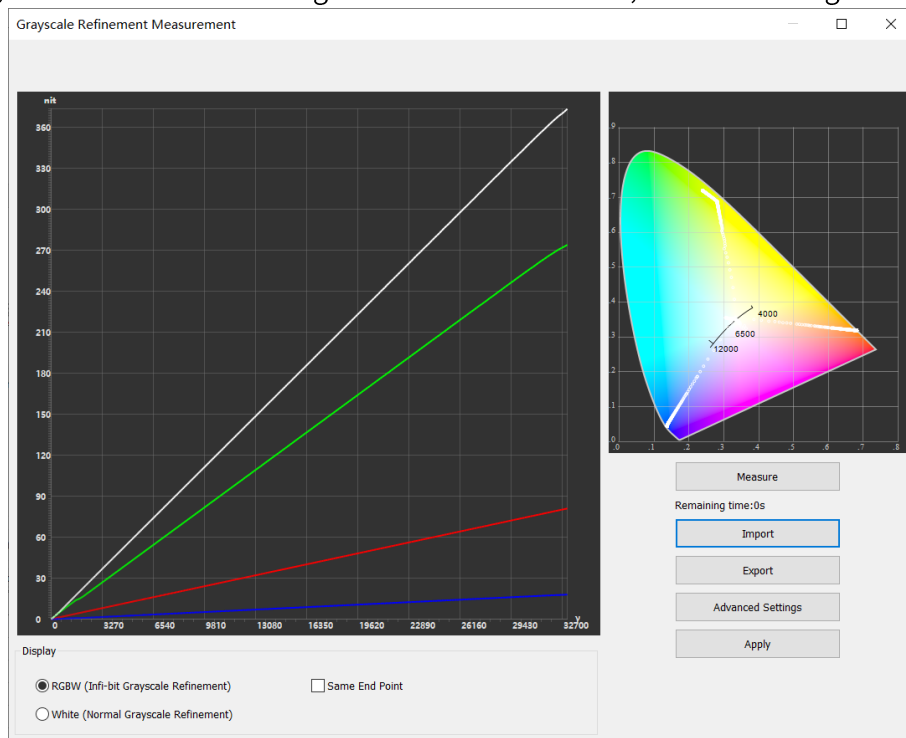 Grayscale Refinement Measurement
nit
360
330
300
270
240
210
180
150
120
90
60
30
0
0 3270 6540 9810 13080 16350 19620 22890 26160 29480 32700
y
.9
.8
.7
.6
.5
.4
.3
.2
.1
.0
.0 .1 .2 .3 .4 .5 .6 .7 .8
4000
6500
12000
Measure
Remaining time:0s
Import
Export
Advanced Settings
Apply
Display
RGBW (Infi-bit Grayscale Refinement)
Same End Point
White (Normal Grayscale Refinement)